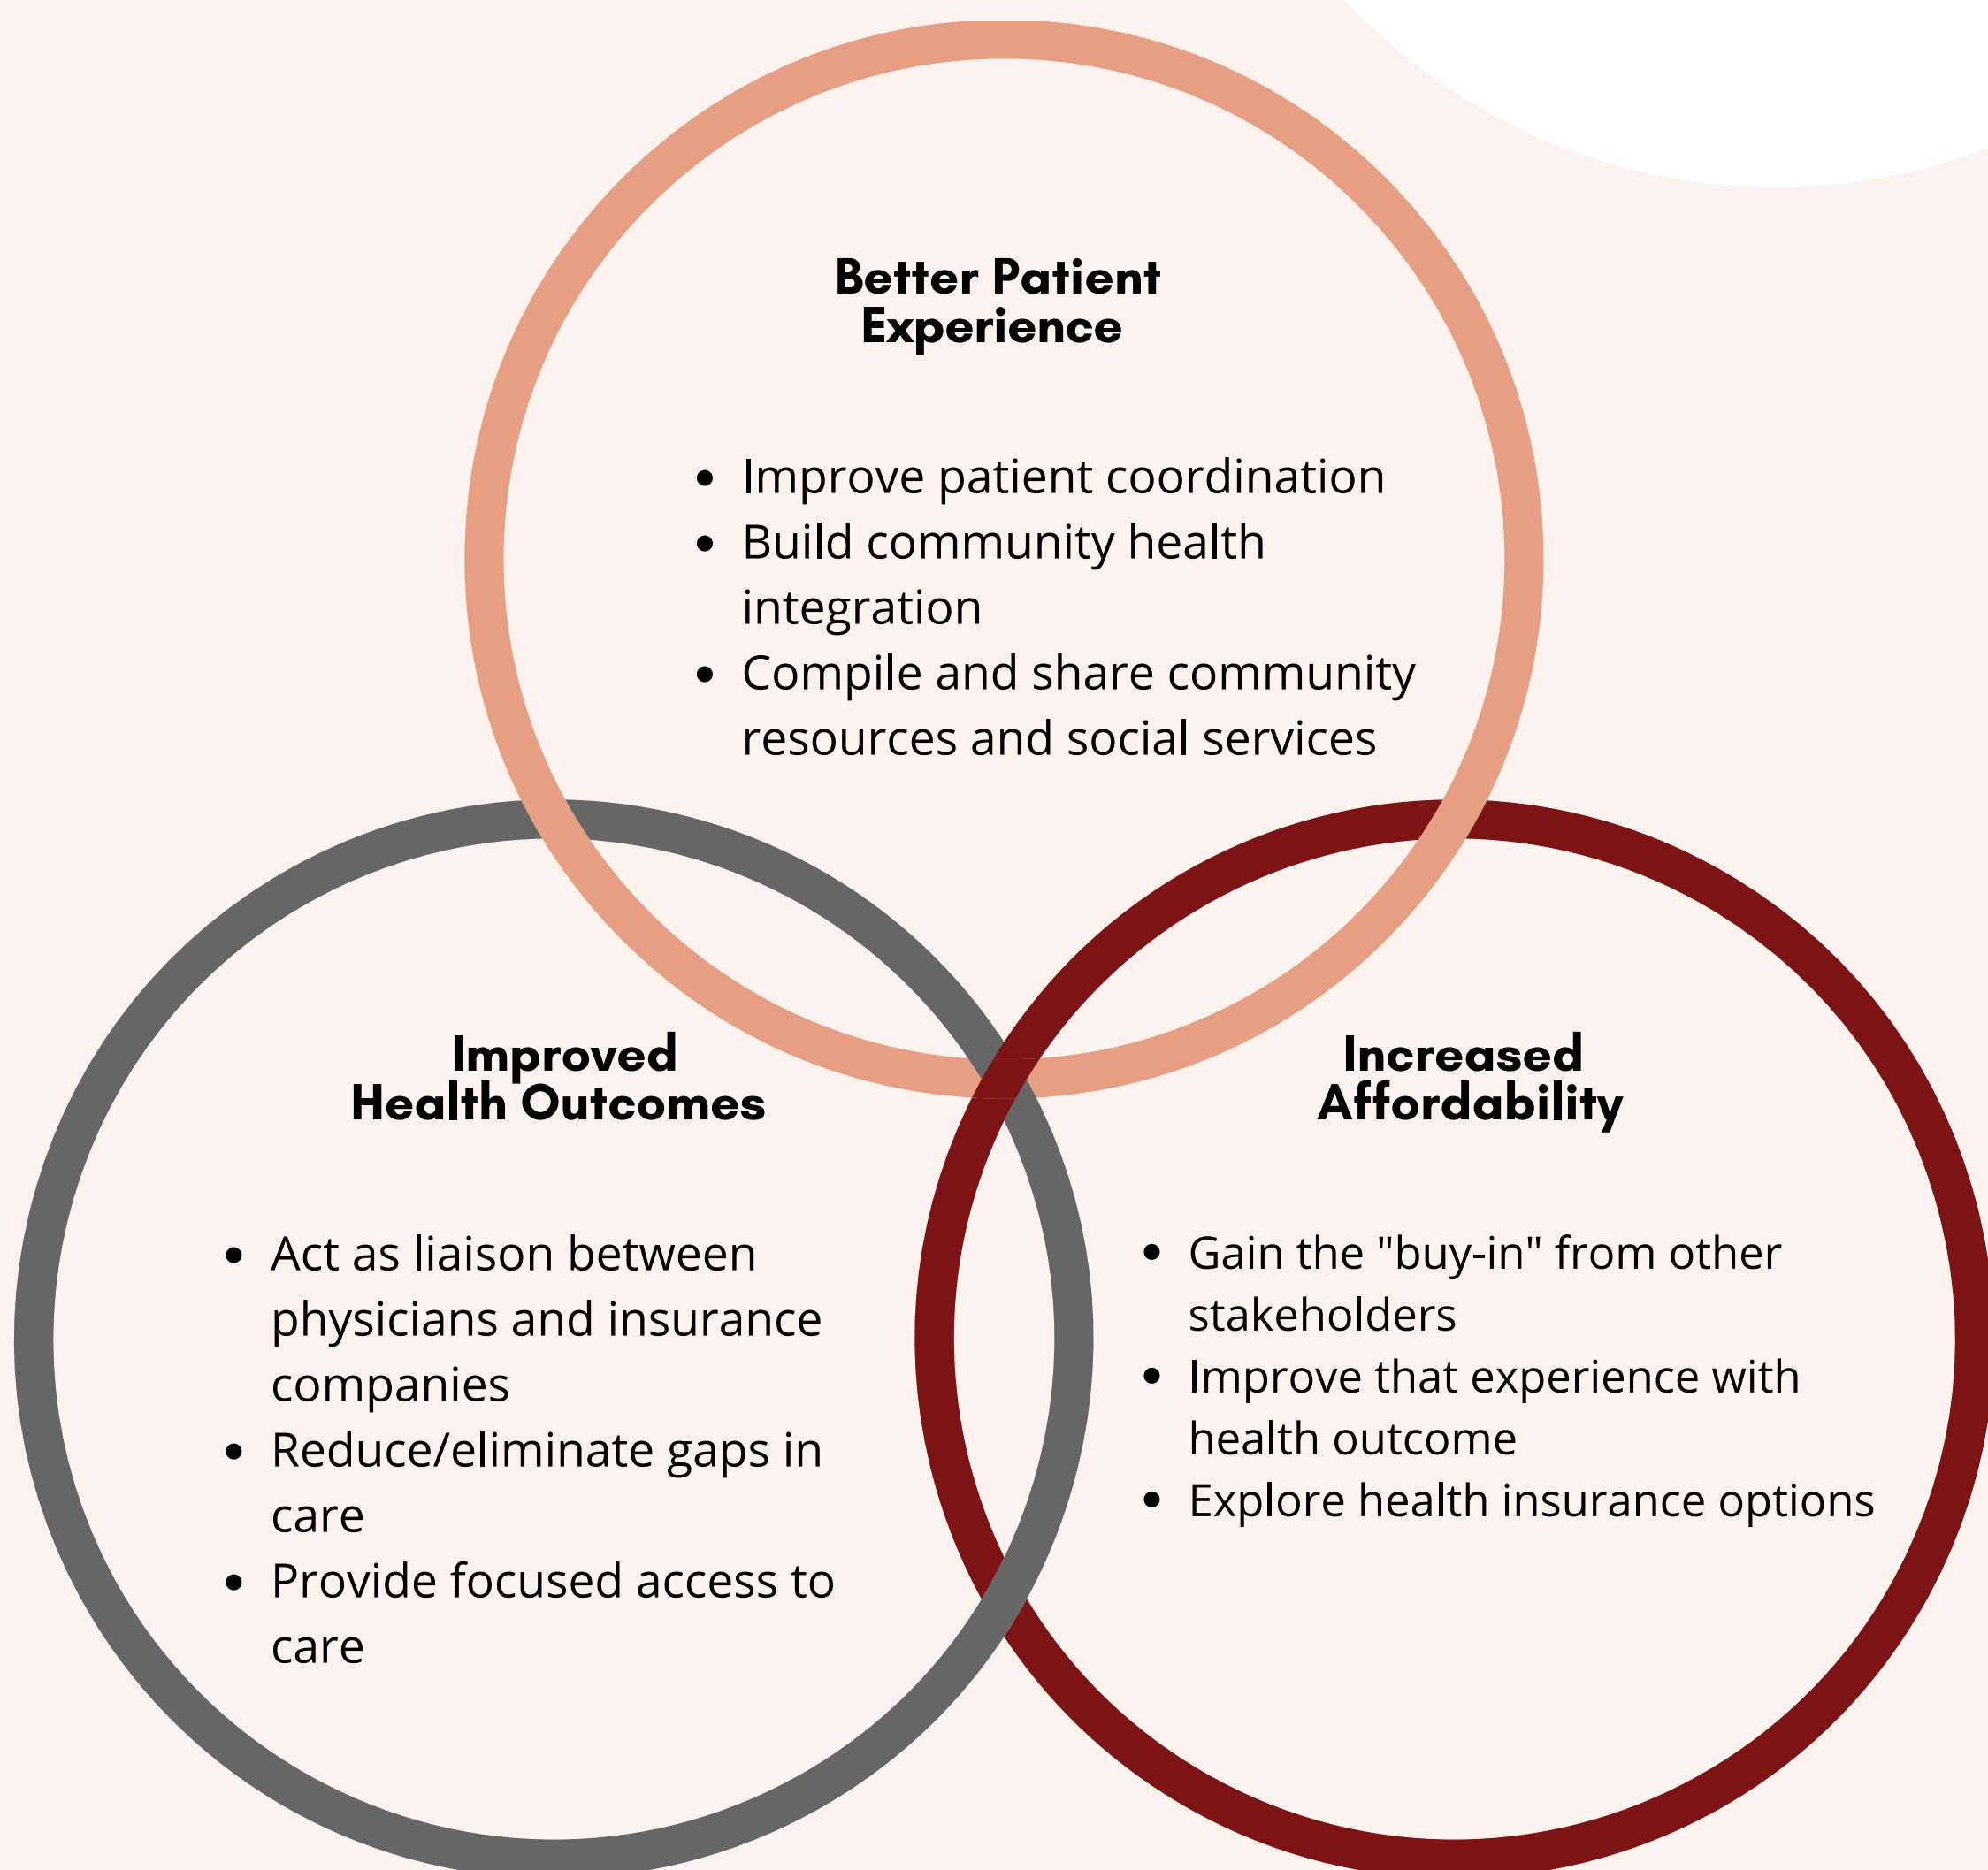 Better Patient
Experience
• Improve patient coordination
• Build community health
integration
• Compile and share community
resources and social services
Improved
Health Outcomes
• Act as liaison between
physicians and insurance
companies
• Reduce/eliminate gaps in
care
• Provide focused access to
care
Increased
Affordability
• Gain the "buy-in" from other
stakeholders
• Improve that experience with
health outcome
• Explore health insurance options